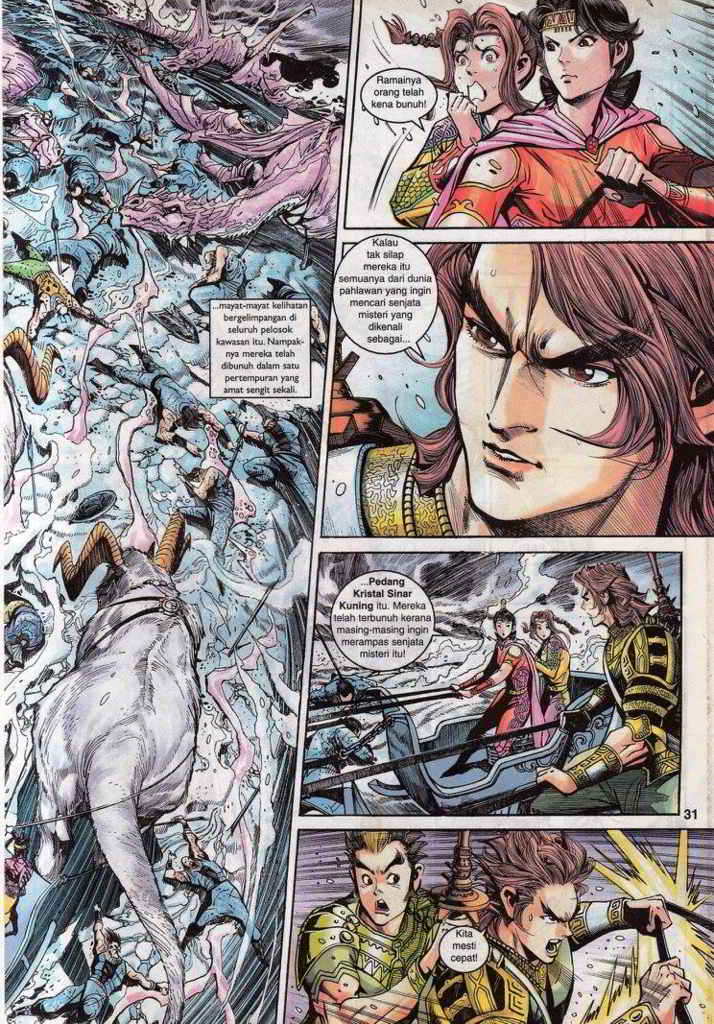 ...mayat-mayat kelihatan
bergelimpangan di
seluruh pelosok
kawasan itu. Nampak-
nya mereka telah
dibunuh dalam satu
pertempuran yang
amat sengit sekali.
Ramainya
orang telah
kena bunuh!
Kalau
tak silap
mereka itu
semuanya dari dunia
pahlawan yang ingin
mencari senjata
misteri yang
dikenali
sebagai...
...Pedang
Kristal Sinar
Kuning itu. Mereka
telah terbunuh kerana
masing-masing ingin
merampas senjata
misteri itu!
31
Kita
mesti
cepat!